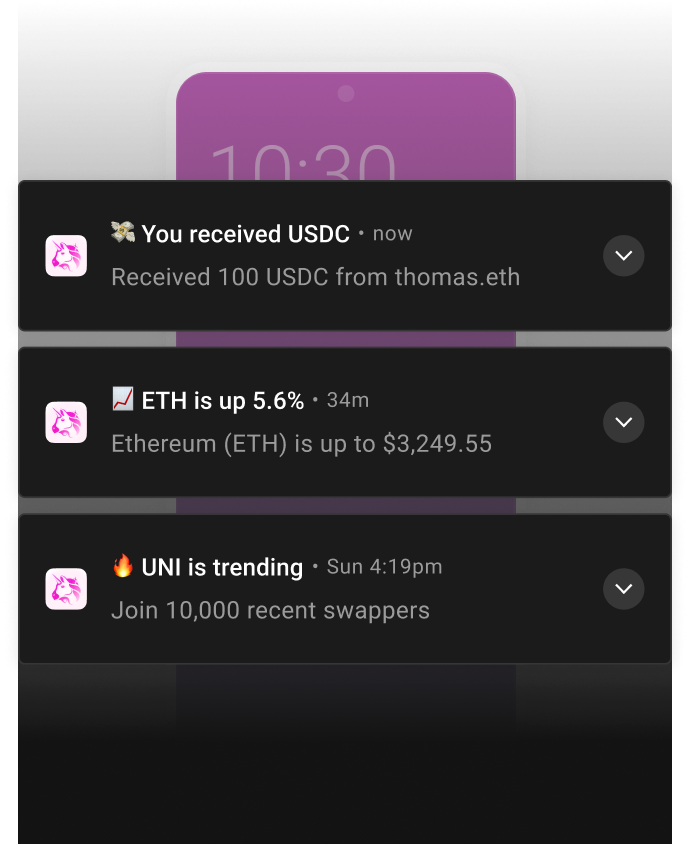 10:30
💸 You received USDC • now
Received 100 USDC from thomas.eth
📈 ETH is up 5.6% • 34m
Ethereum (ETH) is up to $3,249.55
🔥 UNI is trending • Sun 4:19pm
Join 10,000 recent swappers